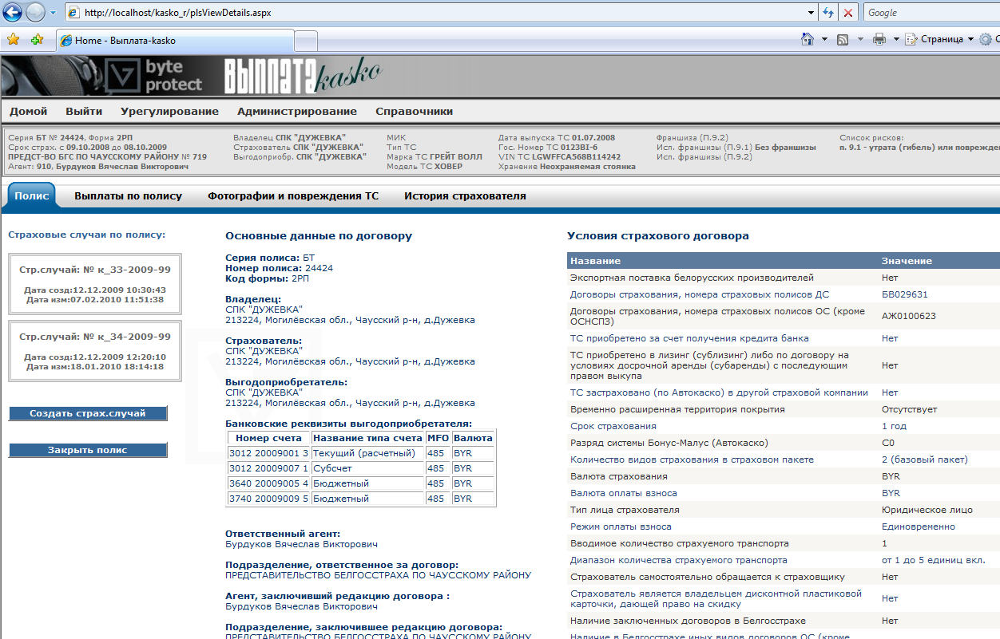 http://localhost/kasko_r/plsViewDetails.aspx
Google
Home - Выплата-kasko
Страница
byte
protect
ВЫПЛАТА kasko
Домой Выйти Урегулирование Администрирование Справочники
Серия БТ № 24424, Форма 2РП
Срок страх. с 09.10.2008 до 08.10.2009
ПРЕДСТ-ВО БГС ПО ЧАУССКОМУ РАЙОНУ № 719
Агент: 910, Бурдуков Вячеслав Викторович
Владелец СПК "ДУЖЕВКА"
Страхователь СПК "ДУЖЕВКА"
Выгодоприобр. СПК "ДУЖЕВКА"
МИК
Тип ТС
Марка ТС ГРЕЙТ ВОЛЛ
Модель ТС ХОВЕР
Дата выпуска ТС 01.07.2008
Гос. Номер ТС 0123BI-6
VIN ТС LGWFFCA568B114242
Хранение Неохраняемая стоянка
Франшиза (П.9.2)
Исп. франшизы (П.9.1) Без франшизы
Исп. франшизы (П.9.2)
Список рисков:
п. 9.1 - утрата (гибель) или поврежде
Полис Выплаты по полису Фотографии и повреждения ТС История страхователя
Страховые случаи по полису:
Стр.случай: № к_33-2009-99
Дата созд:12.12.2009 10:30:43
Дата изм:07.02.2010 11:51:38
Стр.случай: № к_34-2009-99
Дата созд:12.12.2009 12:20:10
Дата изм:18.01.2010 18:14:18
Создать страх.случай
Закрыть полис
Основные данные по договору
Серия полиса: БТ
Номер полиса: 24424
Код формы: 2РП
Владелец:
СПК "ДУЖЕВКА"
213224, Могилёвская обл., Чаусский р-н, д.Дужевка
Страхователь:
СПК "ДУЖЕВКА"
213224, Могилёвская обл., Чаусский р-н, д.Дужевка
Выгодоприобретатель:
СПК "ДУЖЕВКА"
213224, Могилёвская обл., Чаусский р-н, д.Дужевка
Банковские реквизиты выгодоприобретателя:
Номер счета Название типа счета MFO Валюта
3012 20009001 3 Текущий (расчетный) 485 BYR
3012 20009007 1 Субсчет 485 BYR
3640 20009005 4 Бюджетный 485 BYR
3740 20009009 5 Бюджетный 485 BYR
Ответственный агент:
Бурдуков Вячеслав Викторович
Подразделение, ответственное за договор:
ПРЕДСТАВИТЕЛЬСТВО БЕЛГОССТРАХА ПО ЧАУССКОМУ РАЙОНУ
Агент, заключивший редакцию договора :
Бурдуков Вячеслав Викторович
Подразделение, заключившее редакцию договора:
ПРЕДСТАВИТЕЛЬСТВО БЕЛГОССТРАХА ПО ЧАУССКОМУ РАЙОНУ
Условия страхового договора
Название Значение
Экспортная поставка белорусских производителей Нет
Договоры страхования, номера страховых полисов ДС БВ029631
Договоры страхования, номера страховых полисов ОС (кроме
ОСНСПЗ) АЖ0100623
ТС приобретено за счет получения кредита банка Нет
ТС приобретено в лизинг (сублизинг) либо по договору на
условиях досрочной аренды (субаренды) с последующим
правом выкупа Нет
ТС застраховано (по Автокаско) в другой страховой компании Нет
Временно расширенная территория покрытия Отсутствует
Срок страхования 1 год
Разряд системы Бонус-Малус (Автокаско) С0
Количество видов страхования в страховом пакете 2 (базовый пакет)
Валюта страхования BYR
Валюта оплаты взноса BYR
Тип лица страхователя Юридическое лицо
Режим оплаты взноса Единовременно
Вводимое количество страхуемого транспорта 1
Диапазон количества страхуемого транспорта от 1 до 5 единиц вкл.
Страхователь самостоятельно обращается к страховщику Нет
Страхователь является владельцем дисконтной пластиковой
карточки, дающей право на скидку Нет
Наличие заключенных договоров в Белгосстрахе Нет
Наличие в Белгосстрахе иных видов договоров ОС (кроме